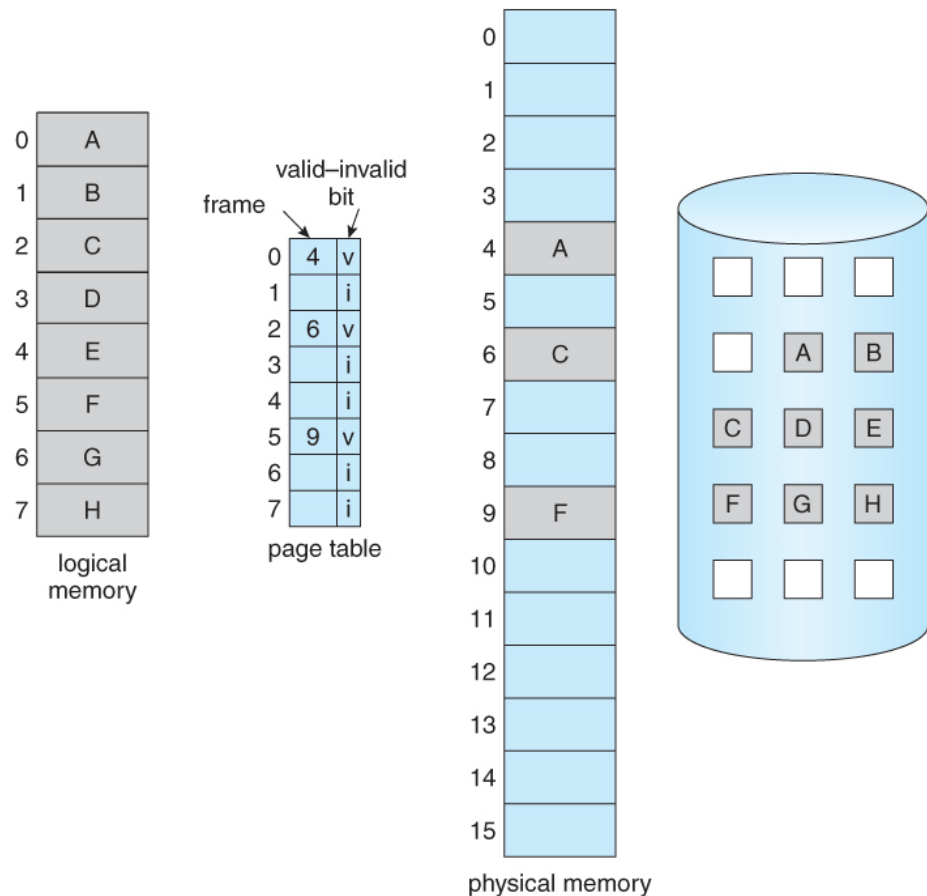 0 A
1 B
2 C
3 D
4 E
5 F
6 G
7 H
logical
memory
valid–invalid
bit
frame
0 4 v
1 i
2 6 v
3 i
4 i
5 9 v
6 i
7 i
page table
0
1
2
3
4 A
5
6 C
7
8
9 F
10
11
12
13
14
15
physical memory
A B
C D E
F G H